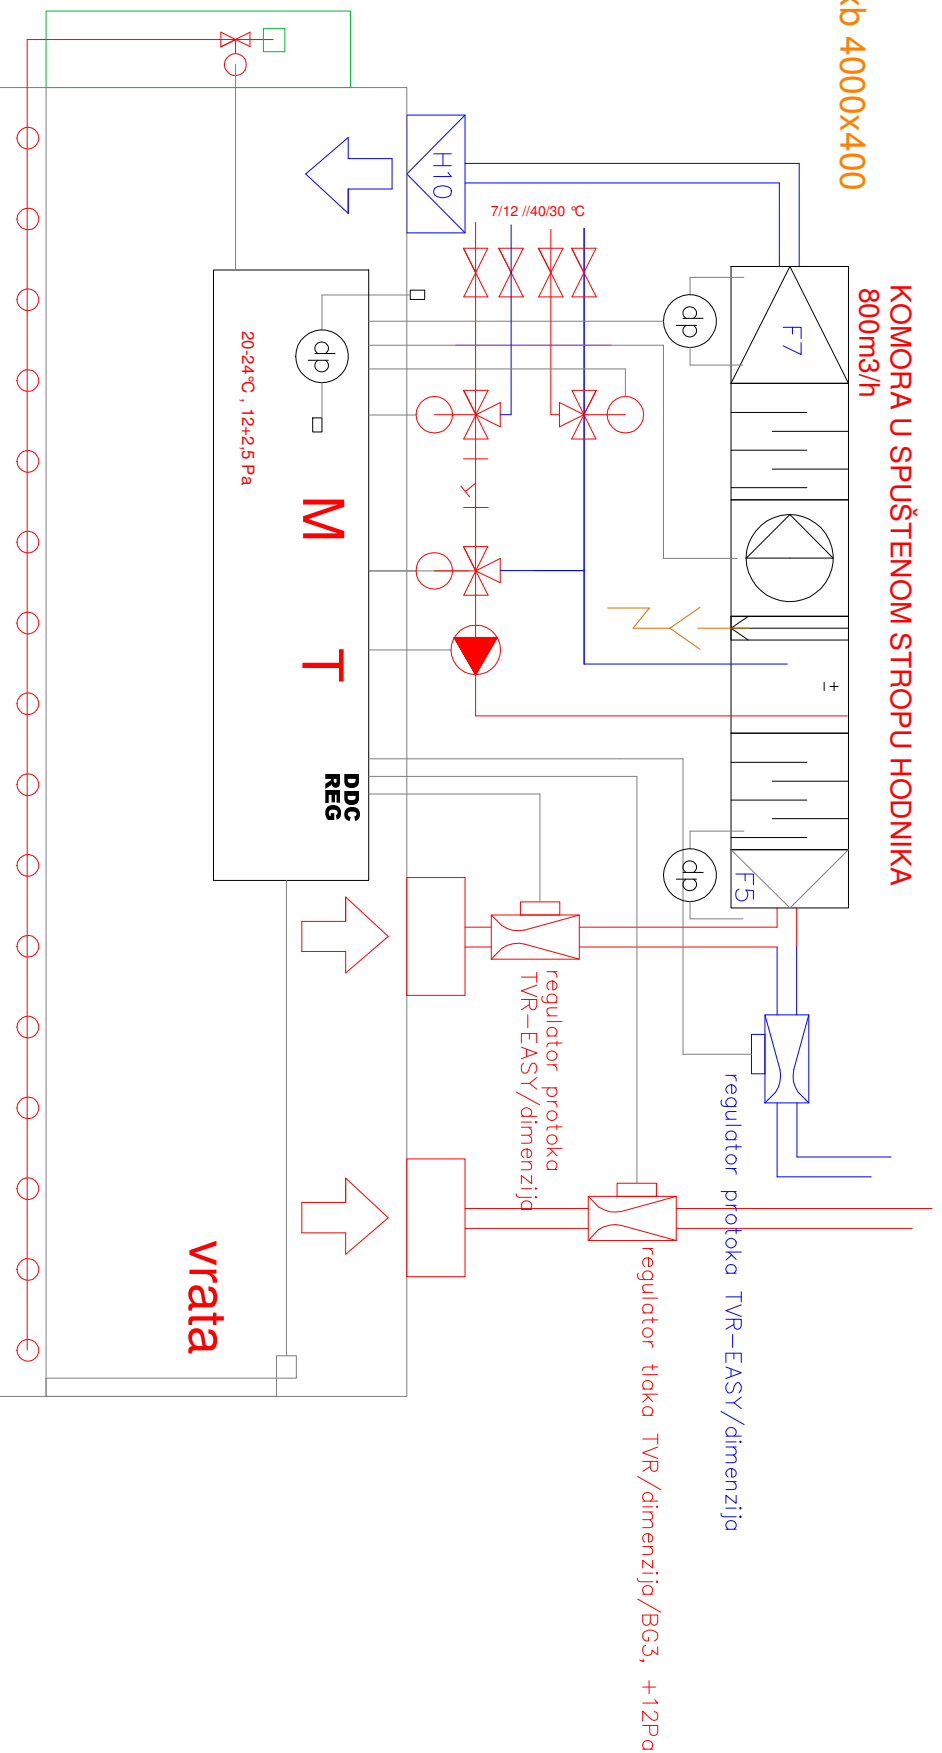 kb 4000x400
KOMORA U SPUŠTENOM STROPU HODNIKA
800m3/h
H10
7/12 //40/30 °C
F7
dp
dp
20-24°C , 12+2,5 Pa
M T
DDC
REG
±
F5
dp
regulator protoka
TVR-EASY/dimenzija
regulator protoka TVR-EASY/dimenzija
regulator tlaka TVR/dimenzija/BG3, +12Pa
vrata